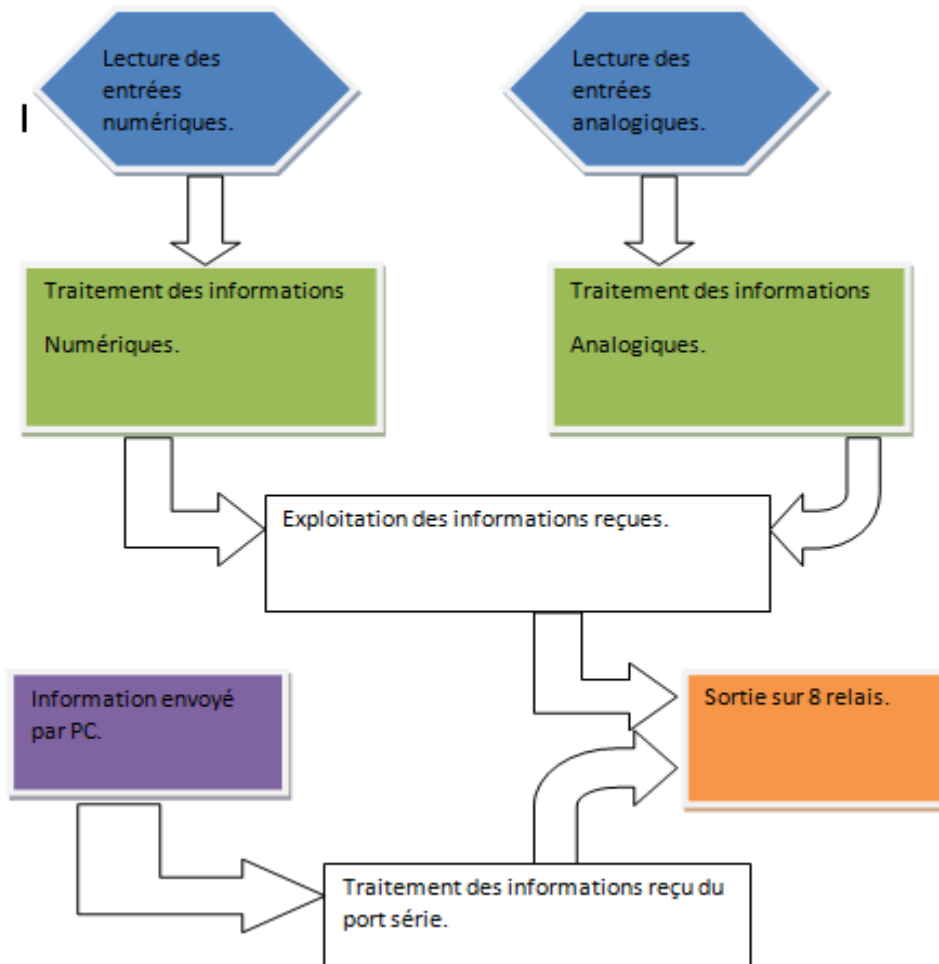 Lecture des
entrées
numériques.
Lecture des
entrées
analogiques.
Traitement des informations
Numériques.
Traitement des informations
Analogiques.
Exploitation des informations reçues.
Information envoyé
par PC.
Sortie sur 8 relais.
Traitement des informations reçu du
port série.